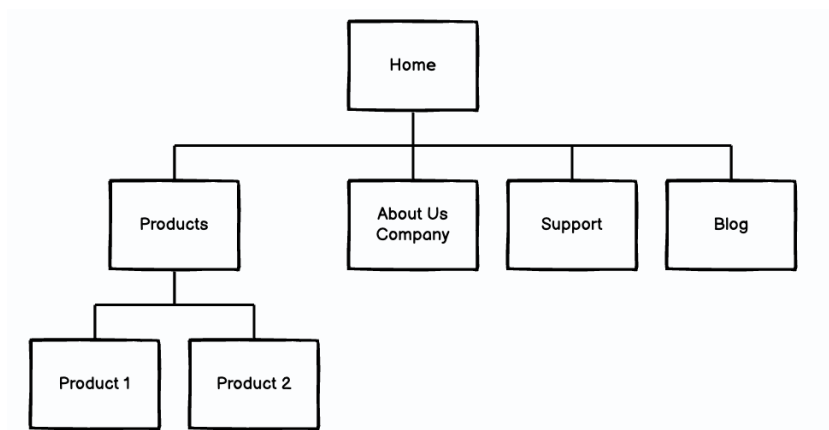 Home
Products
About Us
Company
Support
Blog
Product 1
Product 2